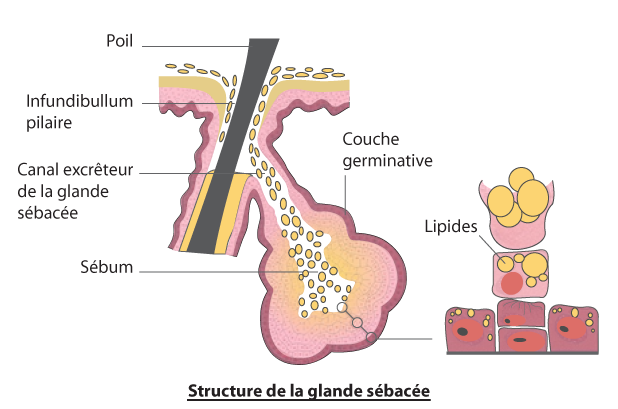 Poil
Infundibullum
pilaire
Canal excrêteur
de la glande
sébacée
Sébum
Couche
germinative
Lipides
Structure de la glande sébacée